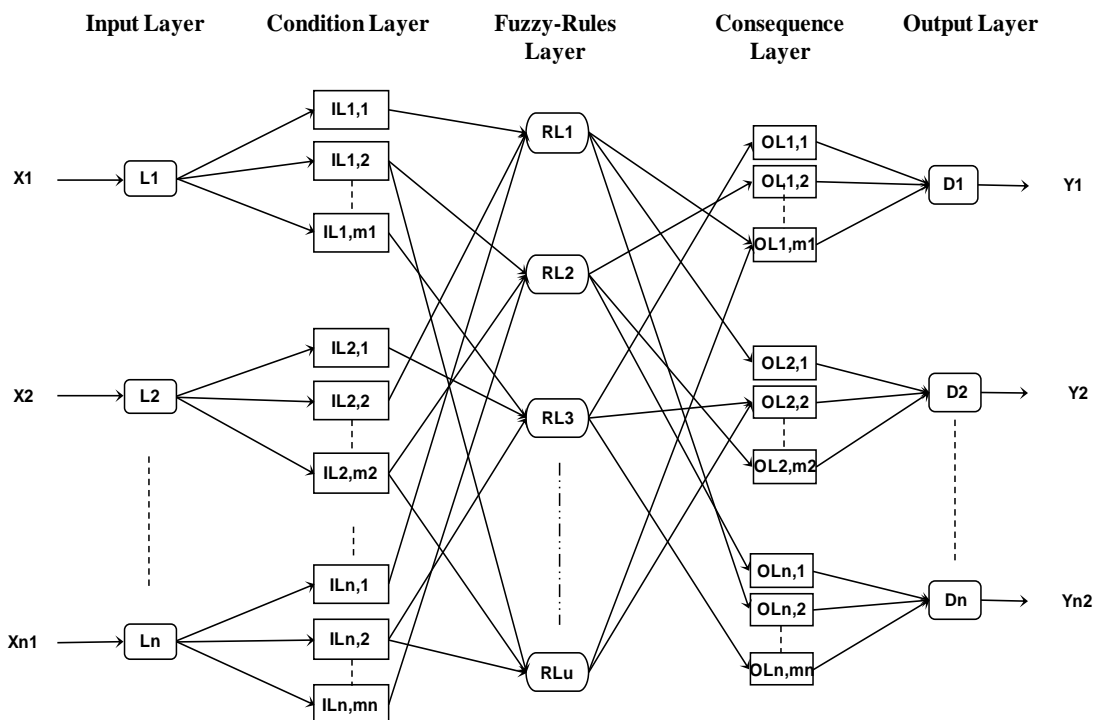 Input Layer
Condition Layer
Fuzzy-Rules
Layer
Consequence
Layer
Output Layer
X1
L1
IL1,1
IL1,2
IL1,m1
RL1
OL1,1
OL1,2
OL1,m1
D1
Y1
RL2
X2
L2
IL2,1
IL2,2
IL2,m2
RL3
OL2,1
OL2,2
OL2,m2
D2
Y2
Xn1
Ln
ILn,1
ILn,2
ILn,mn
RLu
OLn,1
OLn,2
OLn,mn
Dn
Yn2